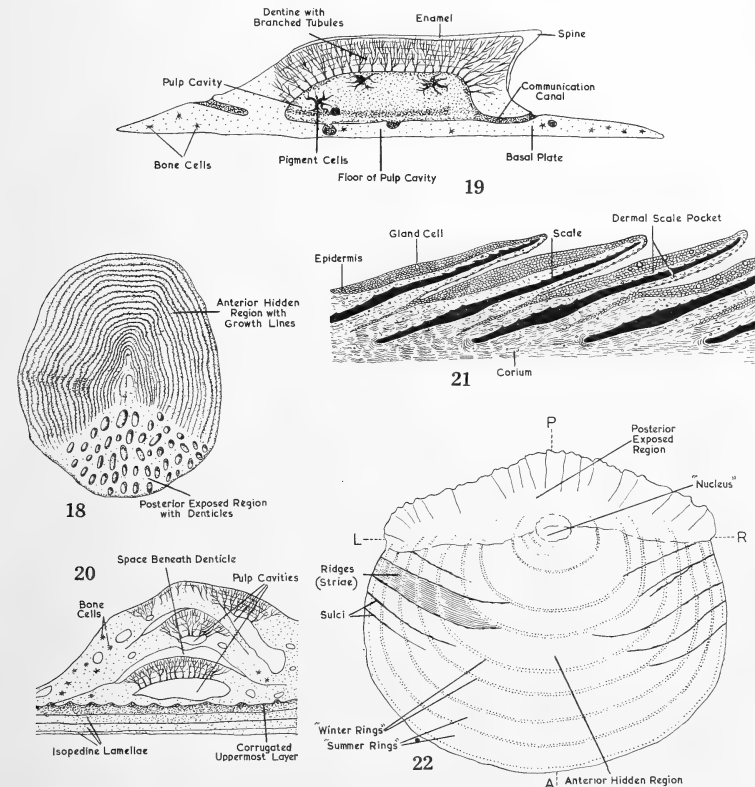 Dentine with
Branched Tubules
Enamel
Spine
Pulp Cavity
Communication
Canal
Bone Cells
Pigment Cells
Floor of Pulp Cavity
Basal Plate
19
Anterior Hidden
Region with
Growth Lines
Posterior Exposed Region
with Denticles
18
Epidermis
Gland Cell
Scale
Dermal Scale Pocket
Corium
21
20
Space Beneath Denticle
Pulp Cavities
Bone
Cells
Isopedine Lamellae
Corrugated
Uppermost Layer
P
Posterior
Exposed
Region
"Nucleus"
L
R
Ridges
(Striae)
Sulci
"Winter Rings"
"Summer Rings"
22
A
Anterior Hidden Region